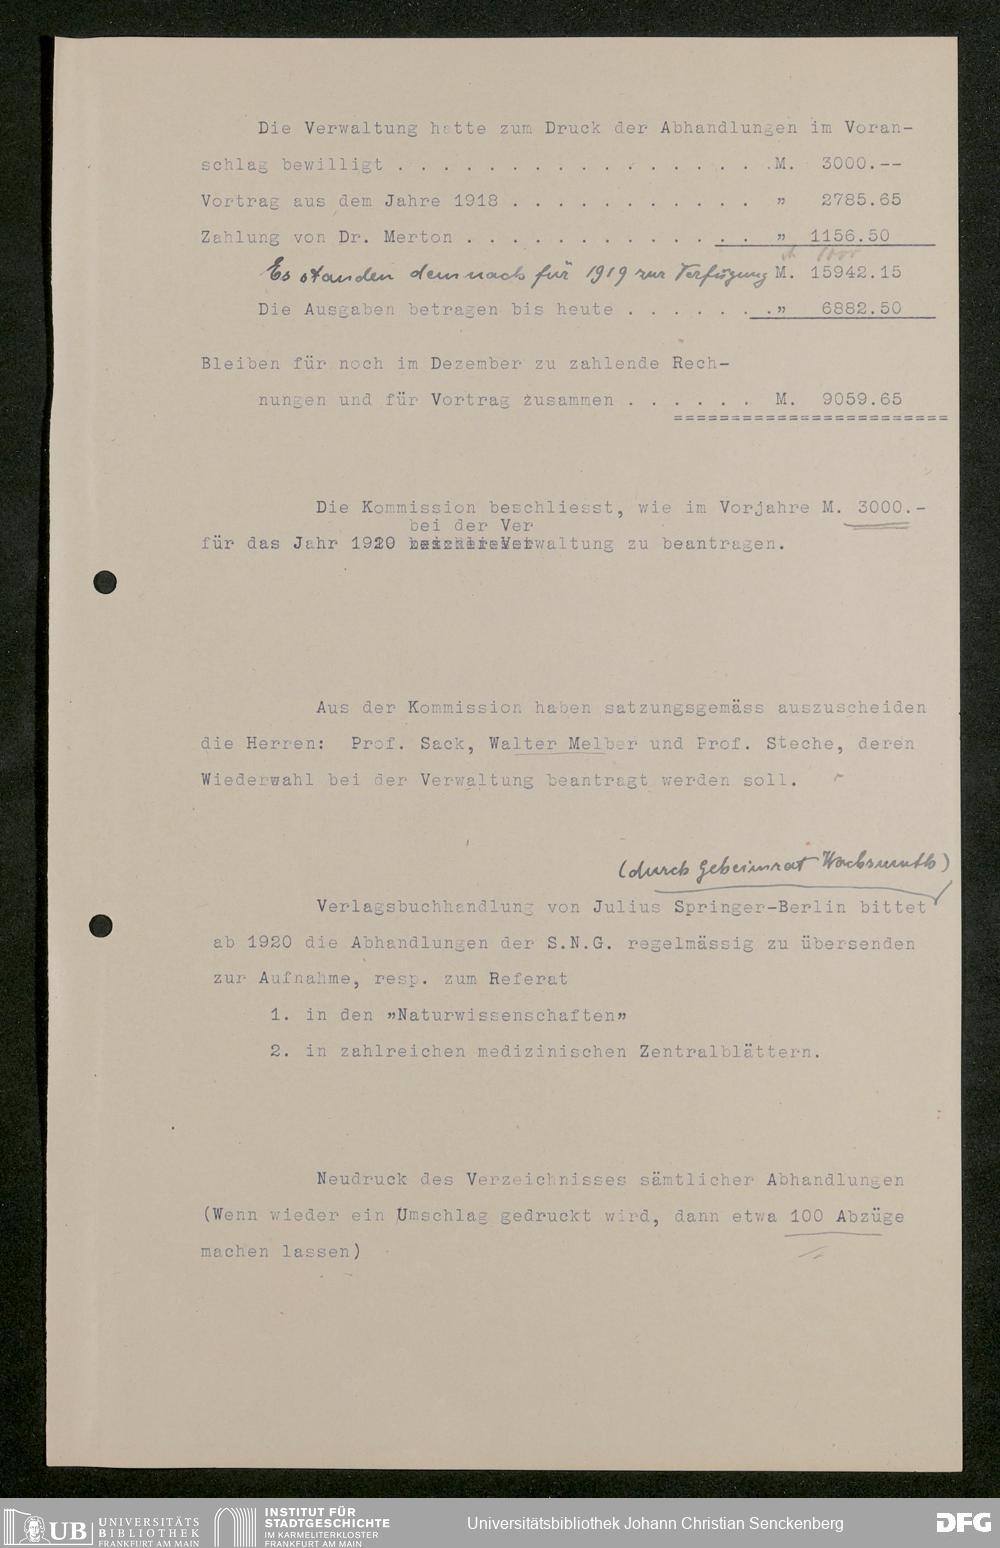 Die Verwaltung hatte zum Druck der Abhandlungen im Voran-
schlag bewilligt . . . . . . . . . . . . . . . . .M. 3000.--
Vortrag aus dem Jahre 1918 . . . . . . . . . . . " 2785.65
Zahlung von Dr. Merton . . . . . . . . . . . . . " 1156.50
Es standen demnach für 1919 zur Verfügung M. 15942.15
Die Ausgaben betragen bis heute . . . . . . ." 6882.50
Bleiben für noch im Dezember zu zahlende Rech-
nungen und für Vortrag zusammen . . . . . . M. 9059.65
Die Kommission beschliesst, wie im Vorjahre M. 3000.-
bei der Ver
für das Jahr 1920 waltung zu beantragen.
Aus der Kommission haben satzungsgemäss auszuscheiden
die Herren: Prof. Sack, Walter Melber und Prof. Steche, deren
Wiederwahl bei der Verwaltung beantragt werden soll.
(durch Geheimrat Wachsmuth)
Verlagsbuchhandlung von Julius Springer-Berlin bittet
ab 1920 die Abhandlungen der S.N.G. regelmässig zu übersenden
zur Aufnahme, resp. zum Referat
1. in den "Naturwissenschaften"
2. in zahlreichen medizinischen Zentralblättern.
Neudruck des Verzeichnisses sämtlicher Abhandlungen
(Wenn wieder ein Umschlag gedruckt wird, dann etwa 100 Abzüge
machen lassen)
UB UNIVERSITÄTS BIBLIOTHEK FRANKFURT AM MAIN
INSTITUT FÜR STADTGESCHICHTE IM KARMELITERKLOSTER FRANKFURT AM MAIN
Universitätsbibliothek Johann Christian Senckenberg
DFG